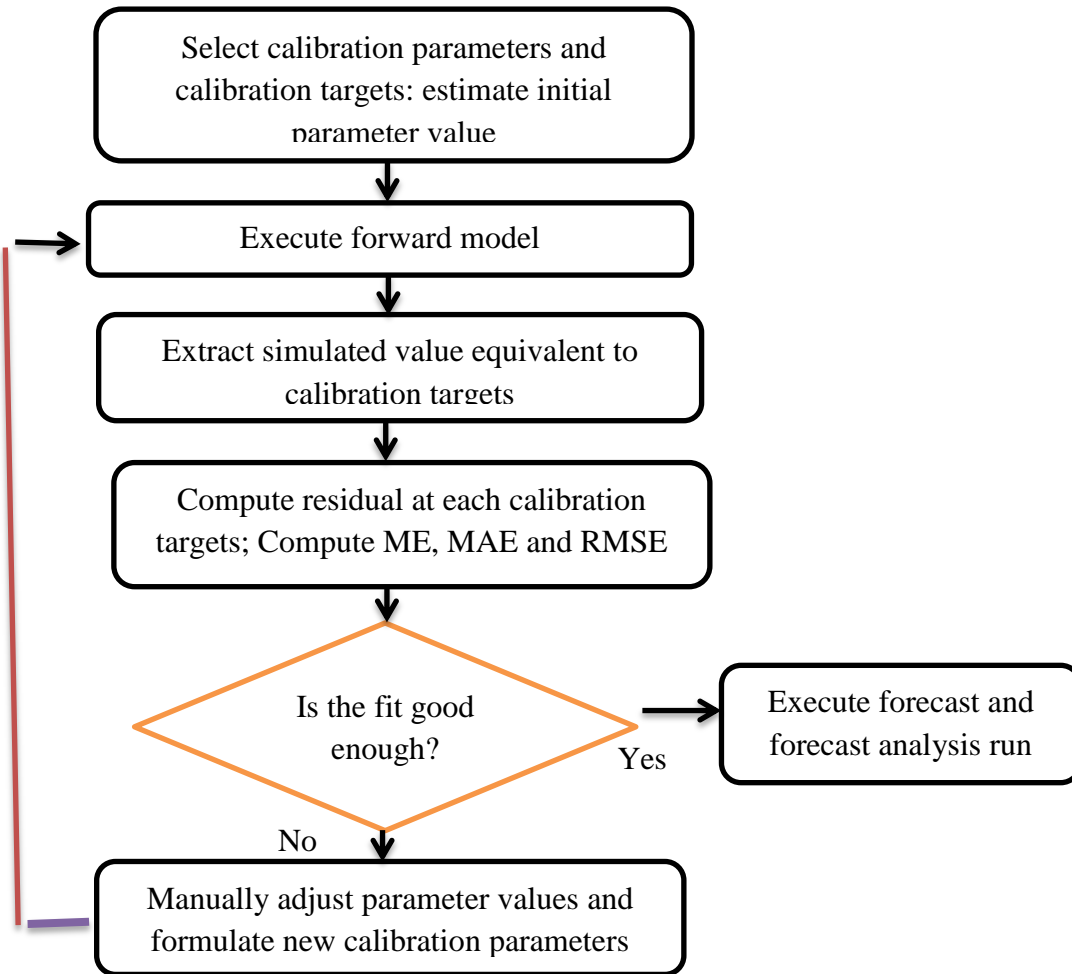 Select calibration parameters and
calibration targets: estimate initial
parameter value
Execute forward model
Extract simulated value equivalent to
calibration targets
Compute residual at each calibration
targets; Compute ME, MAE and RMSE
Is the fit good
enough?
Yes
Execute forecast and
forecast analysis run
No
Manually adjust parameter values and
formulate new calibration parameters